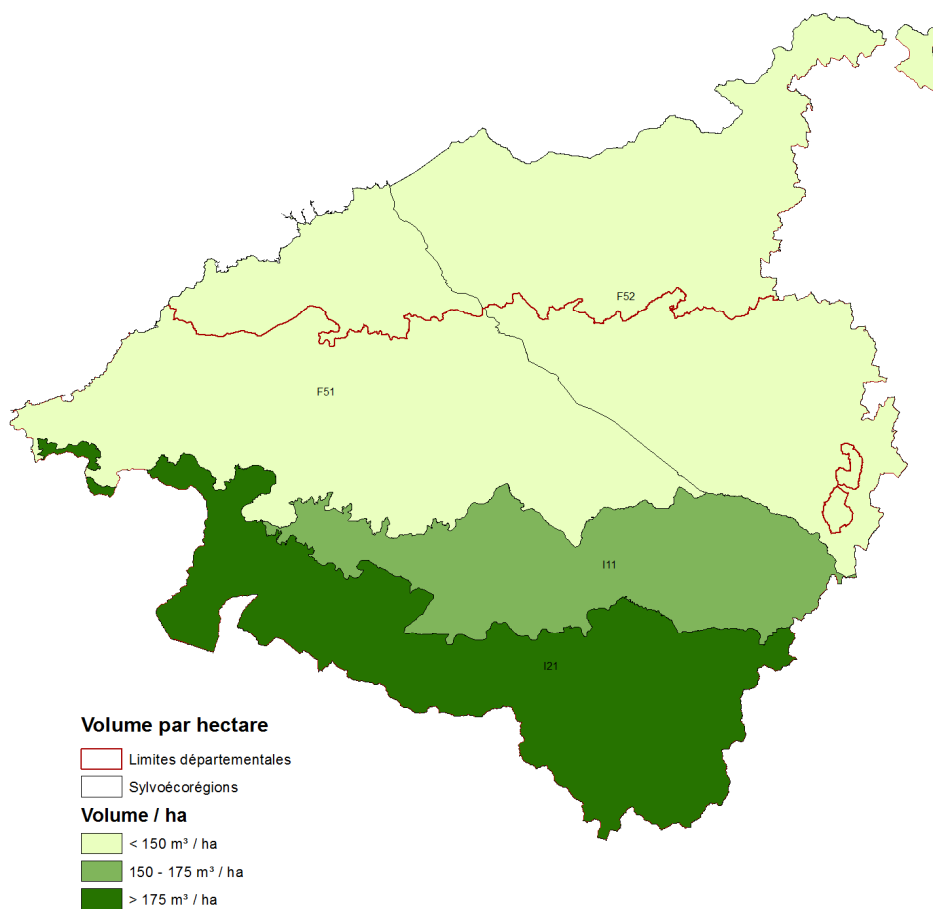 F52
F51
I11
I21
Volume par hectare
Limites départementales
Sylvoécorégions
Volume / ha
< 150 m³ / ha
150 - 175 m³ / ha
> 175 m³ / ha